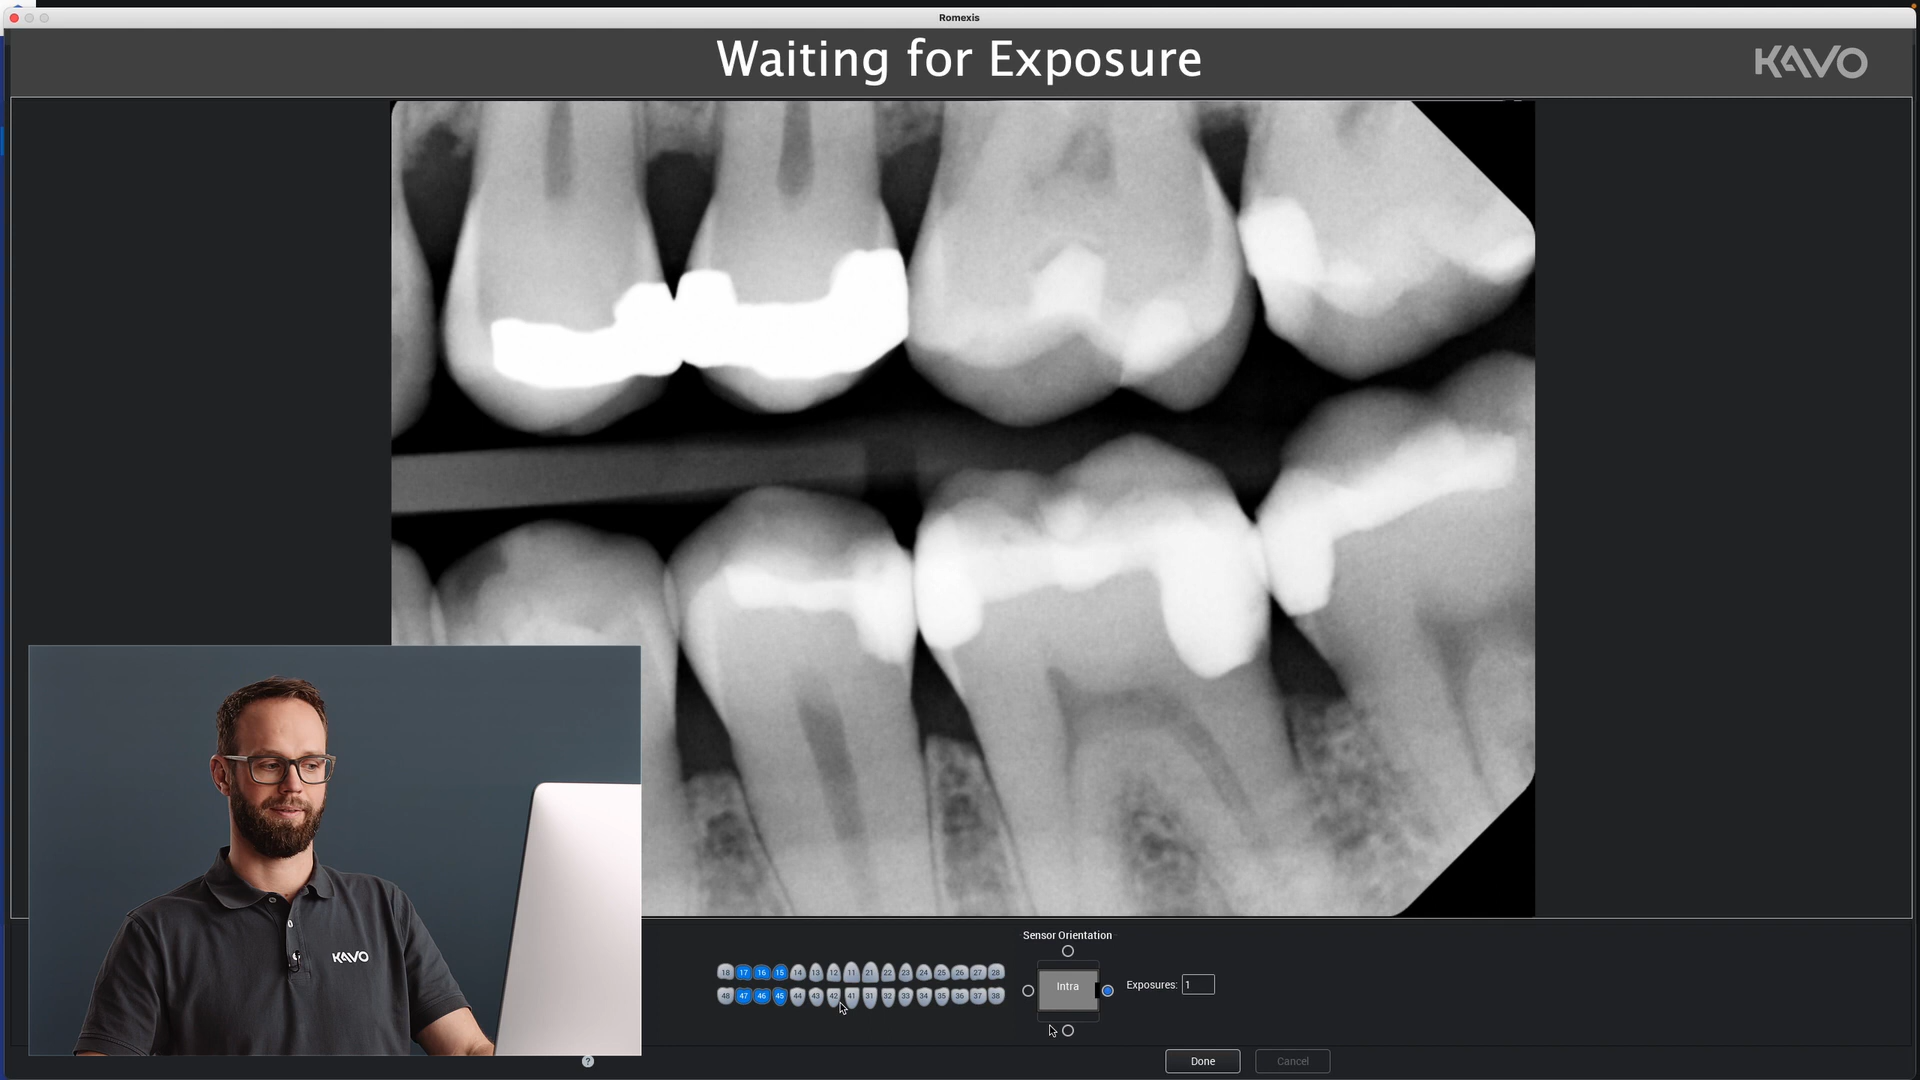 Romexis
Waiting for Exposure
KAVO
Sensor Orientation
18 17 16 15 14 13 12 11 21 22 23 24 25 26 27 28
48 47 46 45 44 43 42 41 31 32 33 34 35 36 37 38
Intra
Exposures: 1
KAVO
?
Done
Cancel